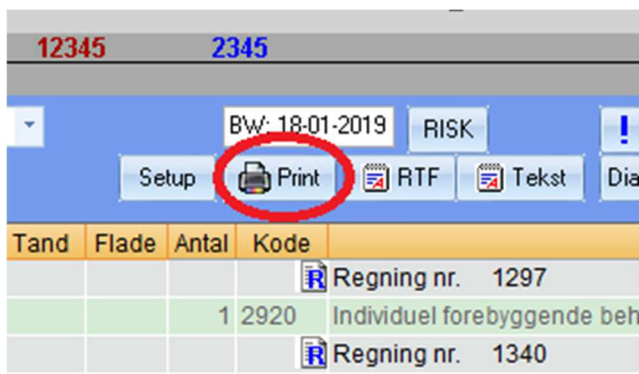 12345 2345
BW: 18-01-2019 RISK !
Setup Print RTF Tekst Dia
Tand Flade Antal Kode
R Regning nr. 1297
1 2920 Individuel forebyggende beh
R Regning nr. 1340